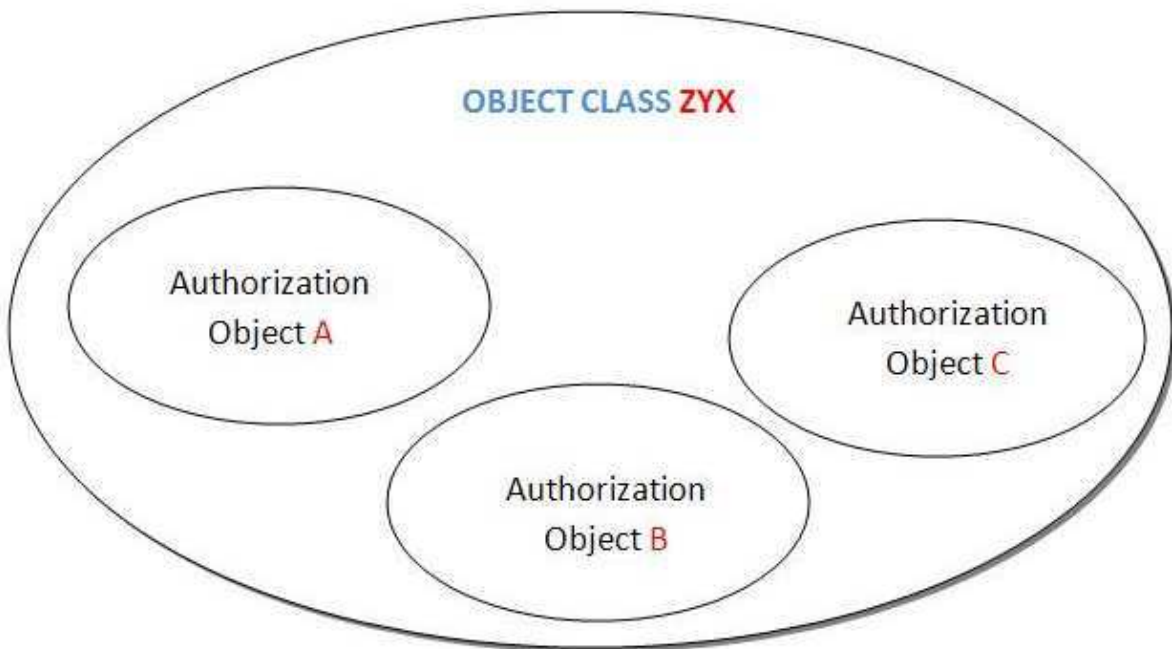 OBJECT CLASS ZYX
Authorization
Object A
Authorization
Object C
Authorization
Object B